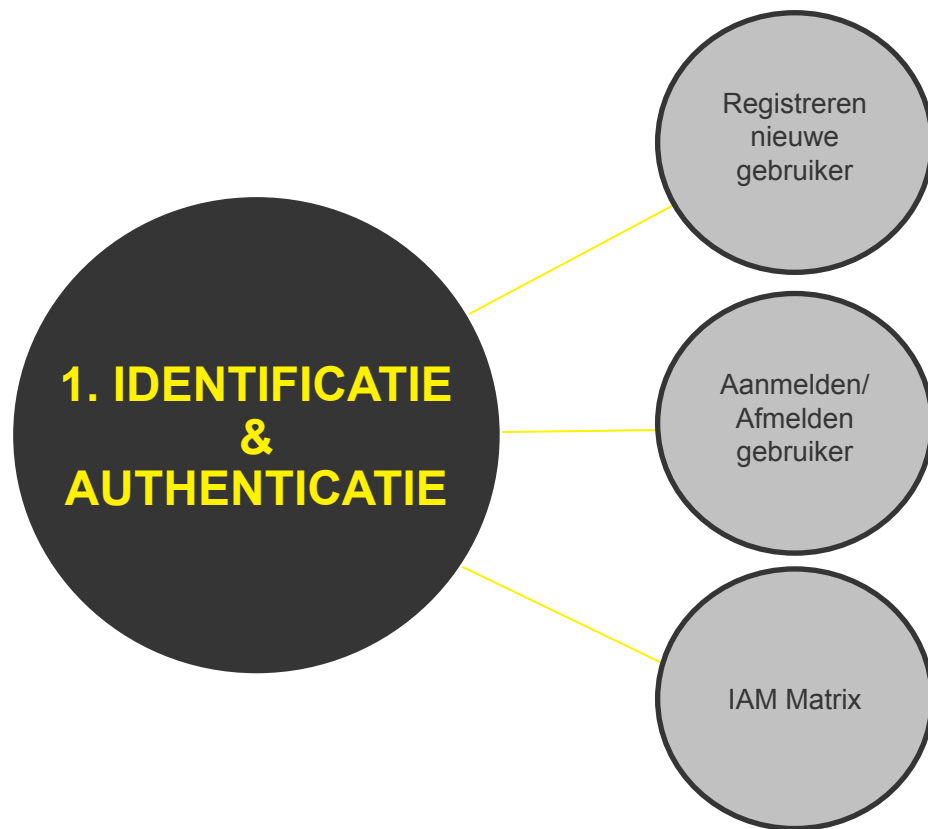 1. IDENTIFICATIE
&
AUTHENTICATIE
Registreren
nieuwe
gebruiker
Aanmelden/
Afmelden
gebruiker
IAM Matrix